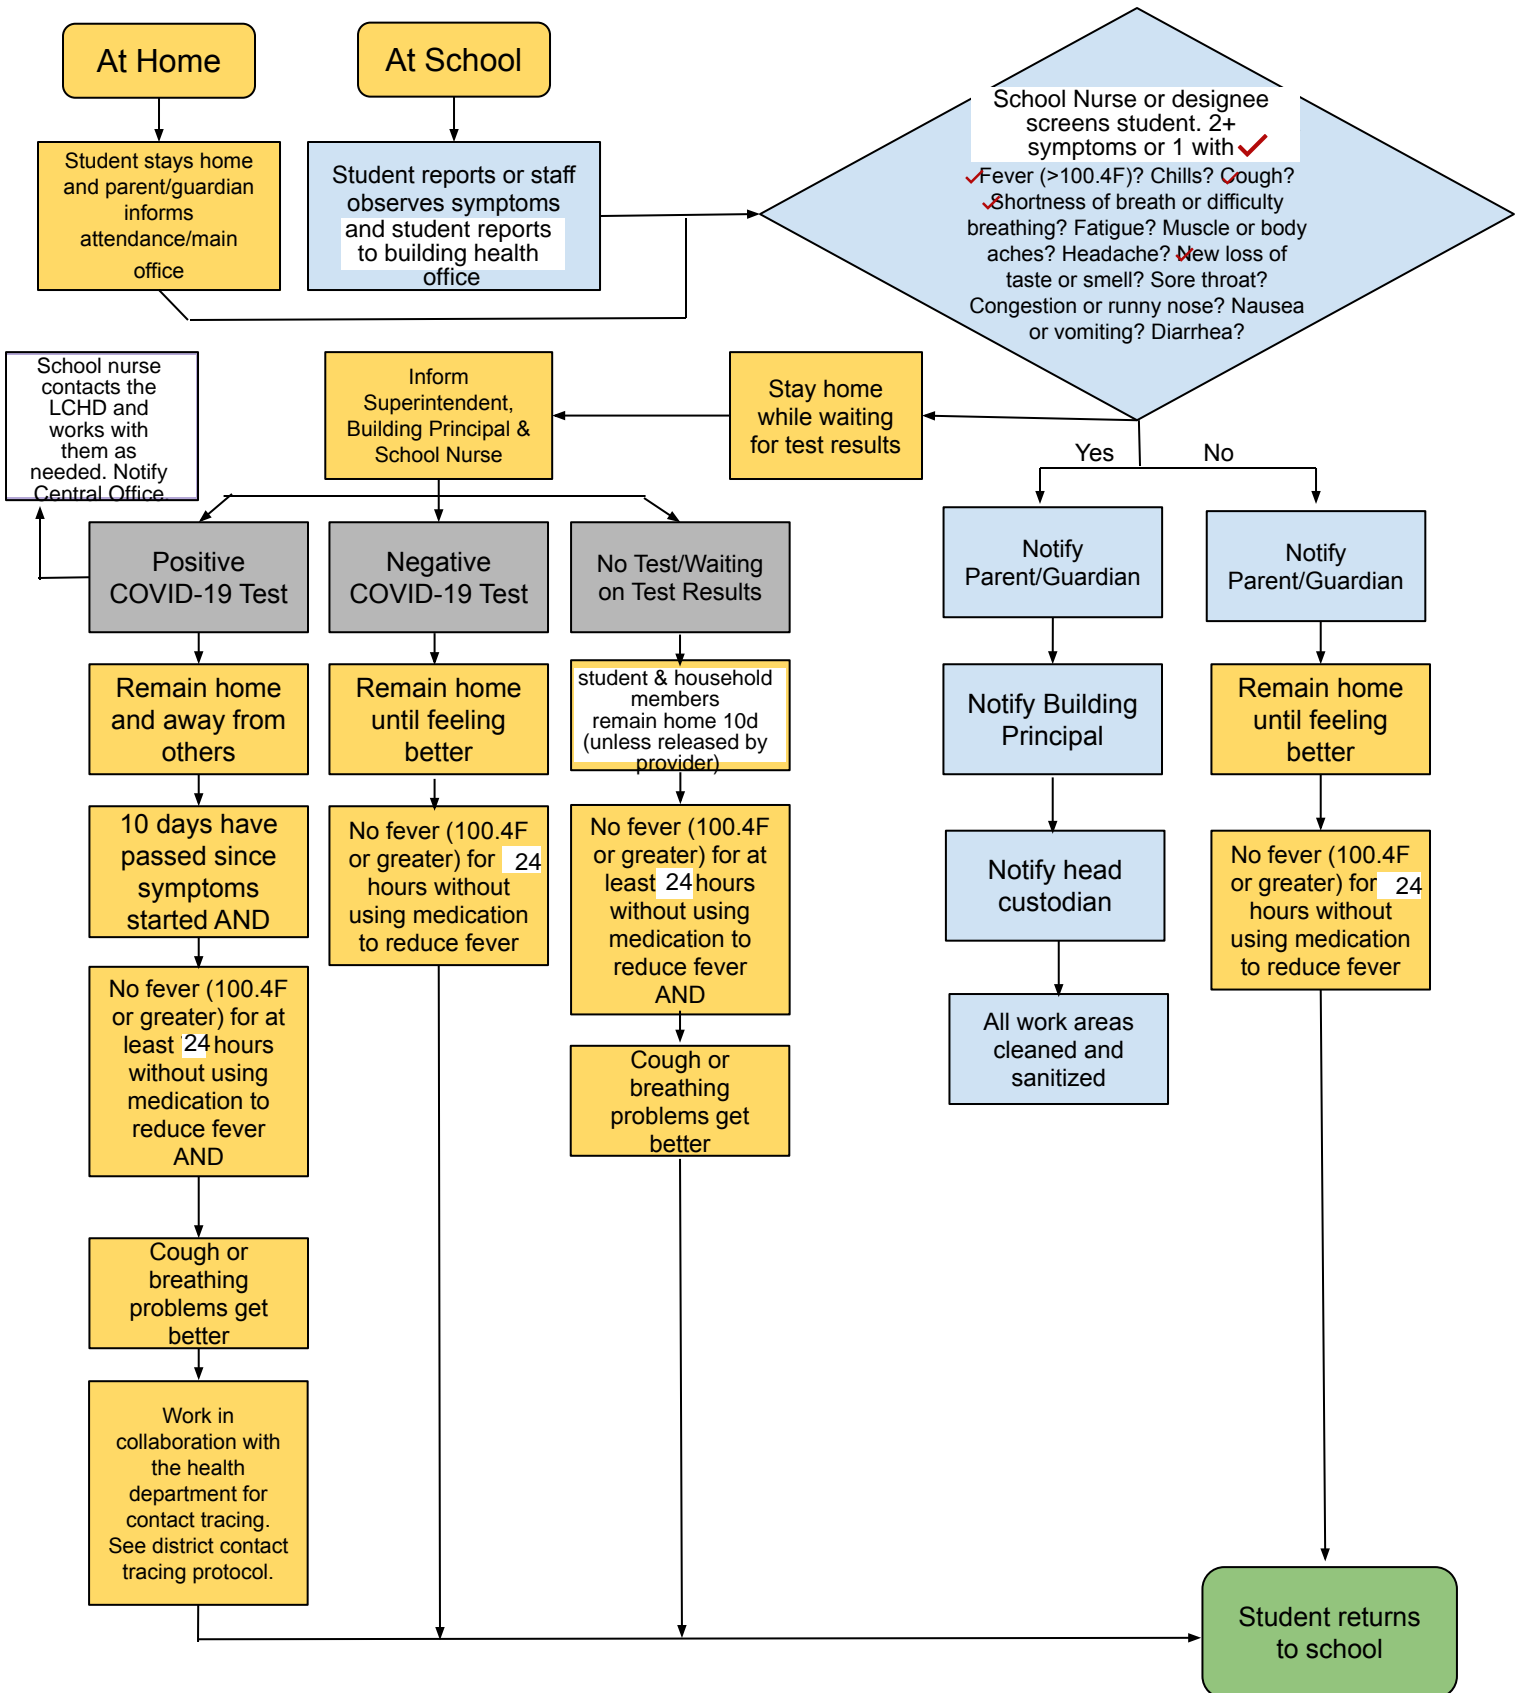 At Home
At School
School Nurse or designee
screens student. 2+
symptoms or 1 with
Fever (>100.4F)? Chills? Cough?
Shortness of breath or difficulty
breathing? Fatigue? Muscle or body
aches? Headache? New loss of
taste or smell? Sore throat?
Congestion or runny nose? Nausea
or vomiting? Diarrhea?
Student stays home
and parent/guardian
informs
attendance/main
office
Student reports or staff
observes symptoms
and student reports
to building health
office
School nurse
contacts the
LCHD and
works with
them as
needed. Notify
Central Office
Inform
Superintendent,
Building Principal &
School Nurse
Stay home
while waiting
for test results
Yes
No
Positive
COVID-19 Test
Negative
COVID-19 Test
No Test/Waiting
on Test Results
Notify
Parent/Guardian
Notify
Parent/Guardian
Remain home
and away from
others
Remain home
until feeling
better
student & household
members
remain home 10d
(unless released by
provider)
Notify Building
Principal
Remain home
until feeling
better
10 days have
passed since
symptoms
started AND
No fever (100.4F
or greater) for 24
hours without
using medication
to reduce fever
No fever (100.4F
or greater) for at
least 24 hours
without using
medication to
reduce fever
AND
Notify head
custodian
No fever (100.4F
or greater) for 24
hours without
using medication
to reduce fever
No fever (100.4F
or greater) for at
least 24 hours
without using
medication to
reduce fever
AND
Cough or
breathing
problems get
better
All work areas
cleaned and
sanitized
Cough or
breathing
problems get
better
Work in
collaboration with
the health
department for
contact tracing.
See district contact
tracing protocol.
Student returns
to school